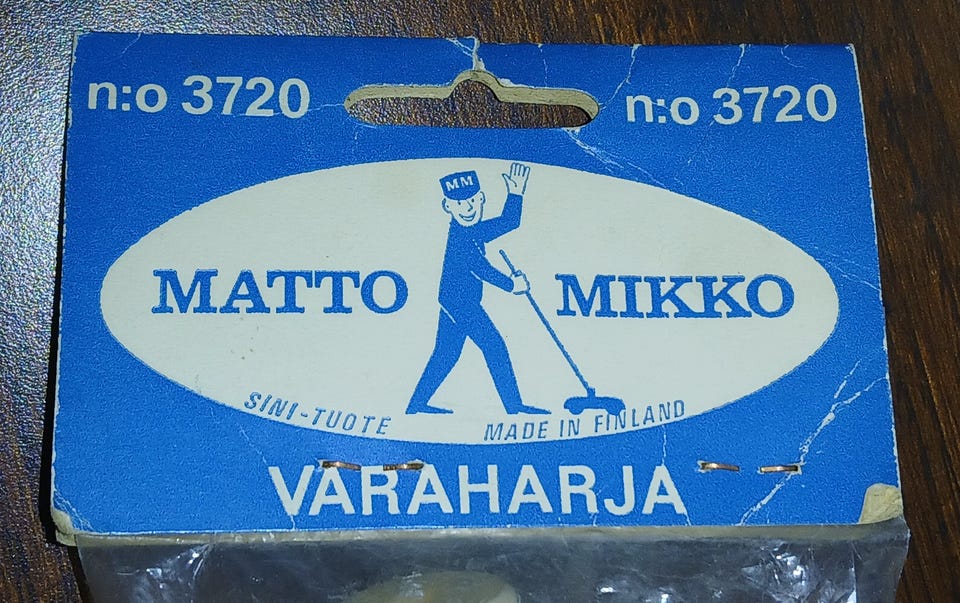 n:o 3720 n:o 3720
MM
MATTO MIKKO
SINI-TUOTE MADE IN FINLAND
VARAHARJA